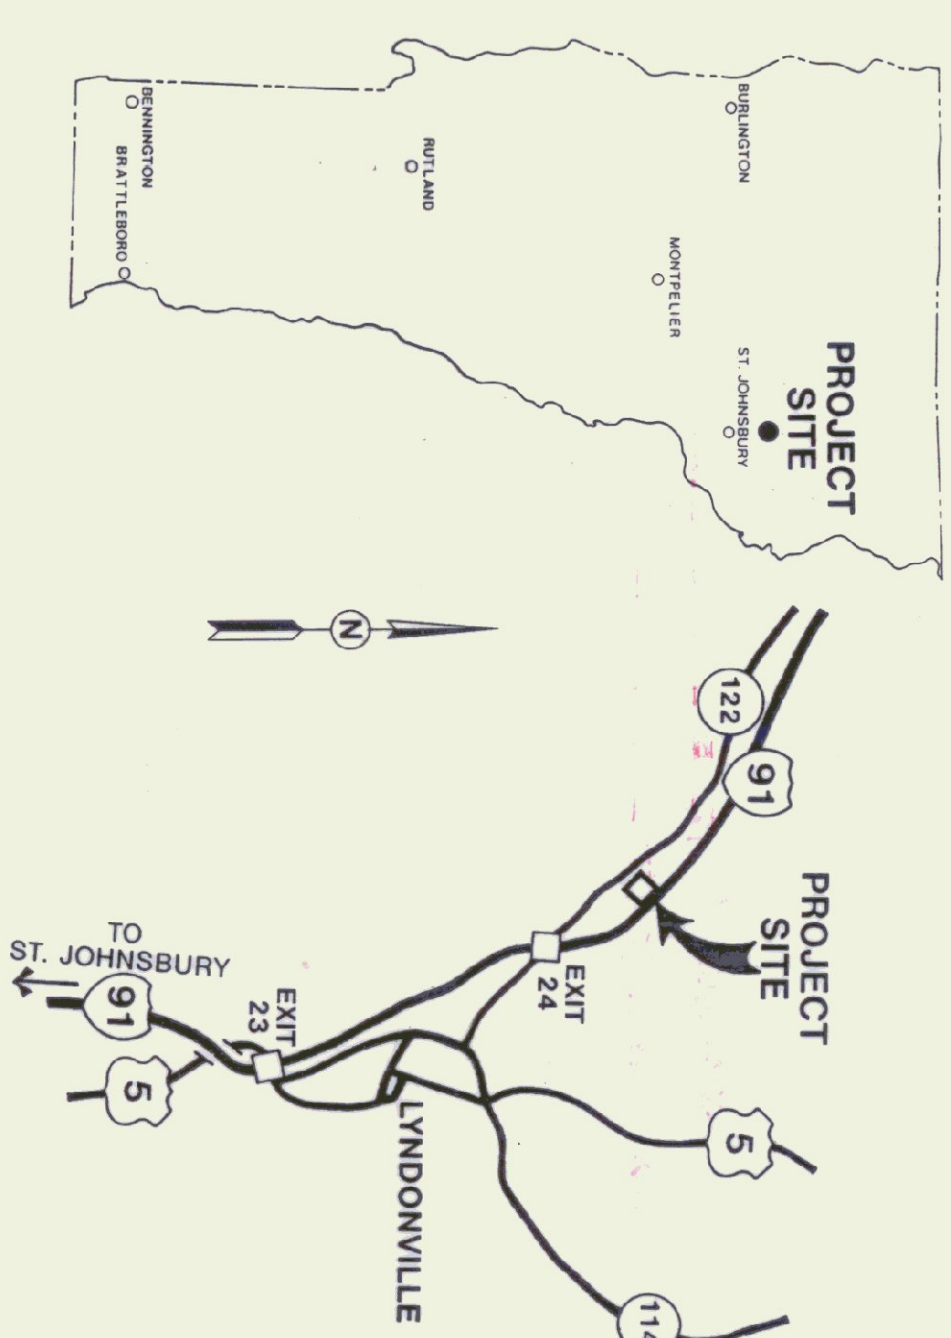 BURLINGTON
MONTPELIER
PROJECT
SITE
ST. JOHNSBURY
RUTLAND
BENNINGTON
BRATTLEBORO
N
122
91
PROJECT
SITE
EXIT
24
5
114
LYNDONVILLE
EXIT
23
TO
ST. JOHNSBURY
91
5